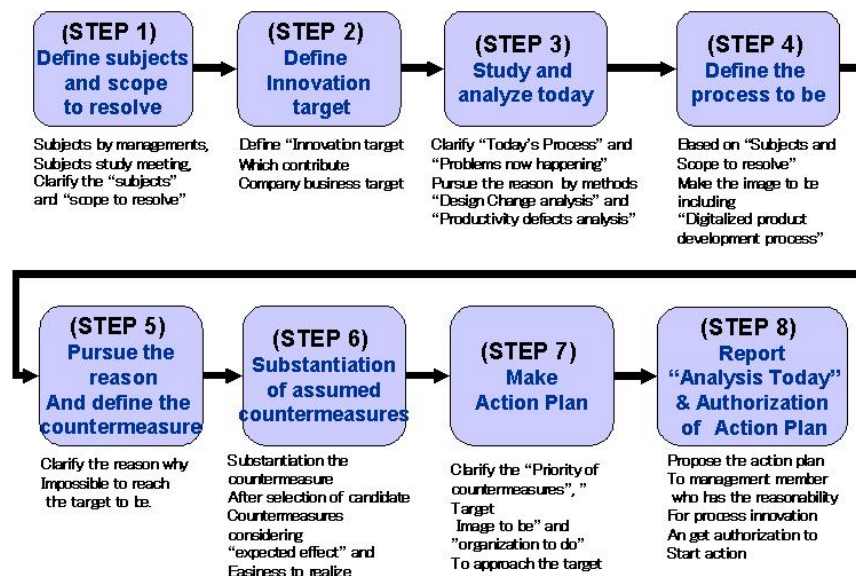 (STEP 1)
Define subjects
and scope
to resolve
Subjects by managements,
Subjects study meeting,
Clarify the “subjects”
and “scope to resolve”
(STEP 2)
Define
Innovation
target
Define “Innovation target
Which contribute
Company business target
(STEP 3)
Study and
analyze today
Clarify “Today's Process” and
“Problems now happening”
Pursue the reason by methods
“Design Change analysis” and
“Productivity defects analysis”
(STEP 4)
Define the
process to be
Based on “Subjects and
Scope to resolve”
Make the image to be
including
“Digitalized product
development process”
(STEP 5)
Pursue the
reason
And define the
countermeasure
Clarify the reason why
Impossible to reach
the target to be.
(STEP 6)
Substantiation
of assumed
countermeasures
Substantiation the
countermeasure
After selection of candidate
Countermeasures
considering
“expected effect” and
Easiness to realize
(STEP 7)
Make
Action Plan
Clarify the “Priority of
countermeasures”, ”
Target
Image to be” and
”organization to do”
To approach the target
(STEP 8)
Report
“Analysis Today”
& Authorization
of Action Plan
Propose the action plan
To management member
who has the reasonability
For process innovation
An get authorization to
Start action